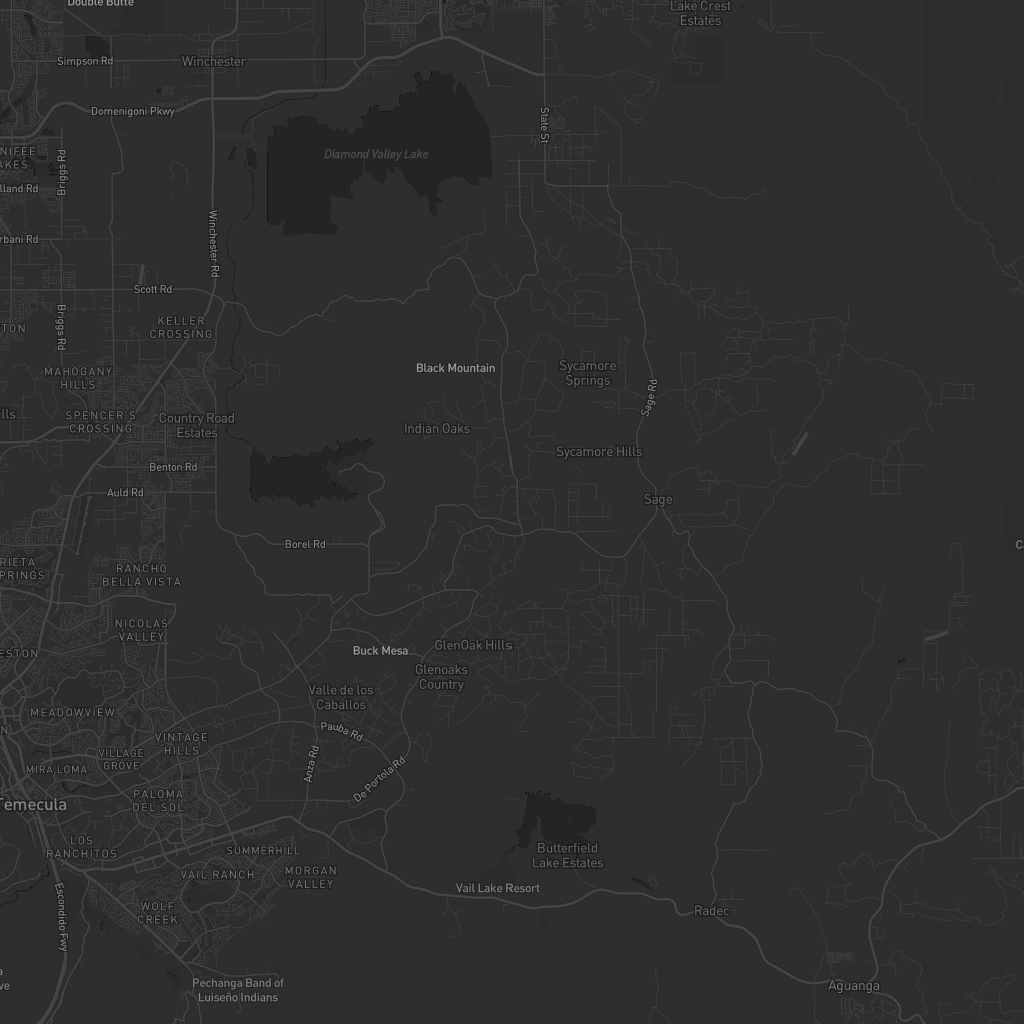 Double Butte
Lake Crest
Estates
Simpson Rd
Winchester
Domenigoni Pkwy
State St
Diamond Valley Lake
NIFEE
AKES
Briggs Rd
lland Rd
Winchester Rd
rbani Rd
Scott Rd
KELLER
CROSSING
Briggs Rd
TON
MAHOGANY
HILLS
Black Mountain
Sycamore
Springs
Sage Rd
lls
SPENCER'S
CROSSING
Country Road
Estates
Indian Oaks
Sycamore Hills
Benton Rd
Auld Rd
Sage
Borel Rd
Ca
RIETA
PRINGS
RANCHO
BELLA VISTA
NICOLAS
VALLEY
ESTON
Buck Mesa
GlenOak Hills
Glenoaks
Country
Valle de los
Caballos
MEADOWVIEW
N
VINTAGE
HILLS
Pauba Rd
VILLAGE
GROVE
MIRA LOMA
Anza Rd
De Portola Rd
Temecula
PALOMA
DEL SOL
LOS
RANCHITOS
SUMMERHILL
Butterfield
Lake Estates
VAIL RANCH
MORGAN
VALLEY
Vail Lake Resort
Escondido Fwy
WOLF
CREEK
Radec
a
ve
Pechanga Band of
Luiseño Indians
Aguanga